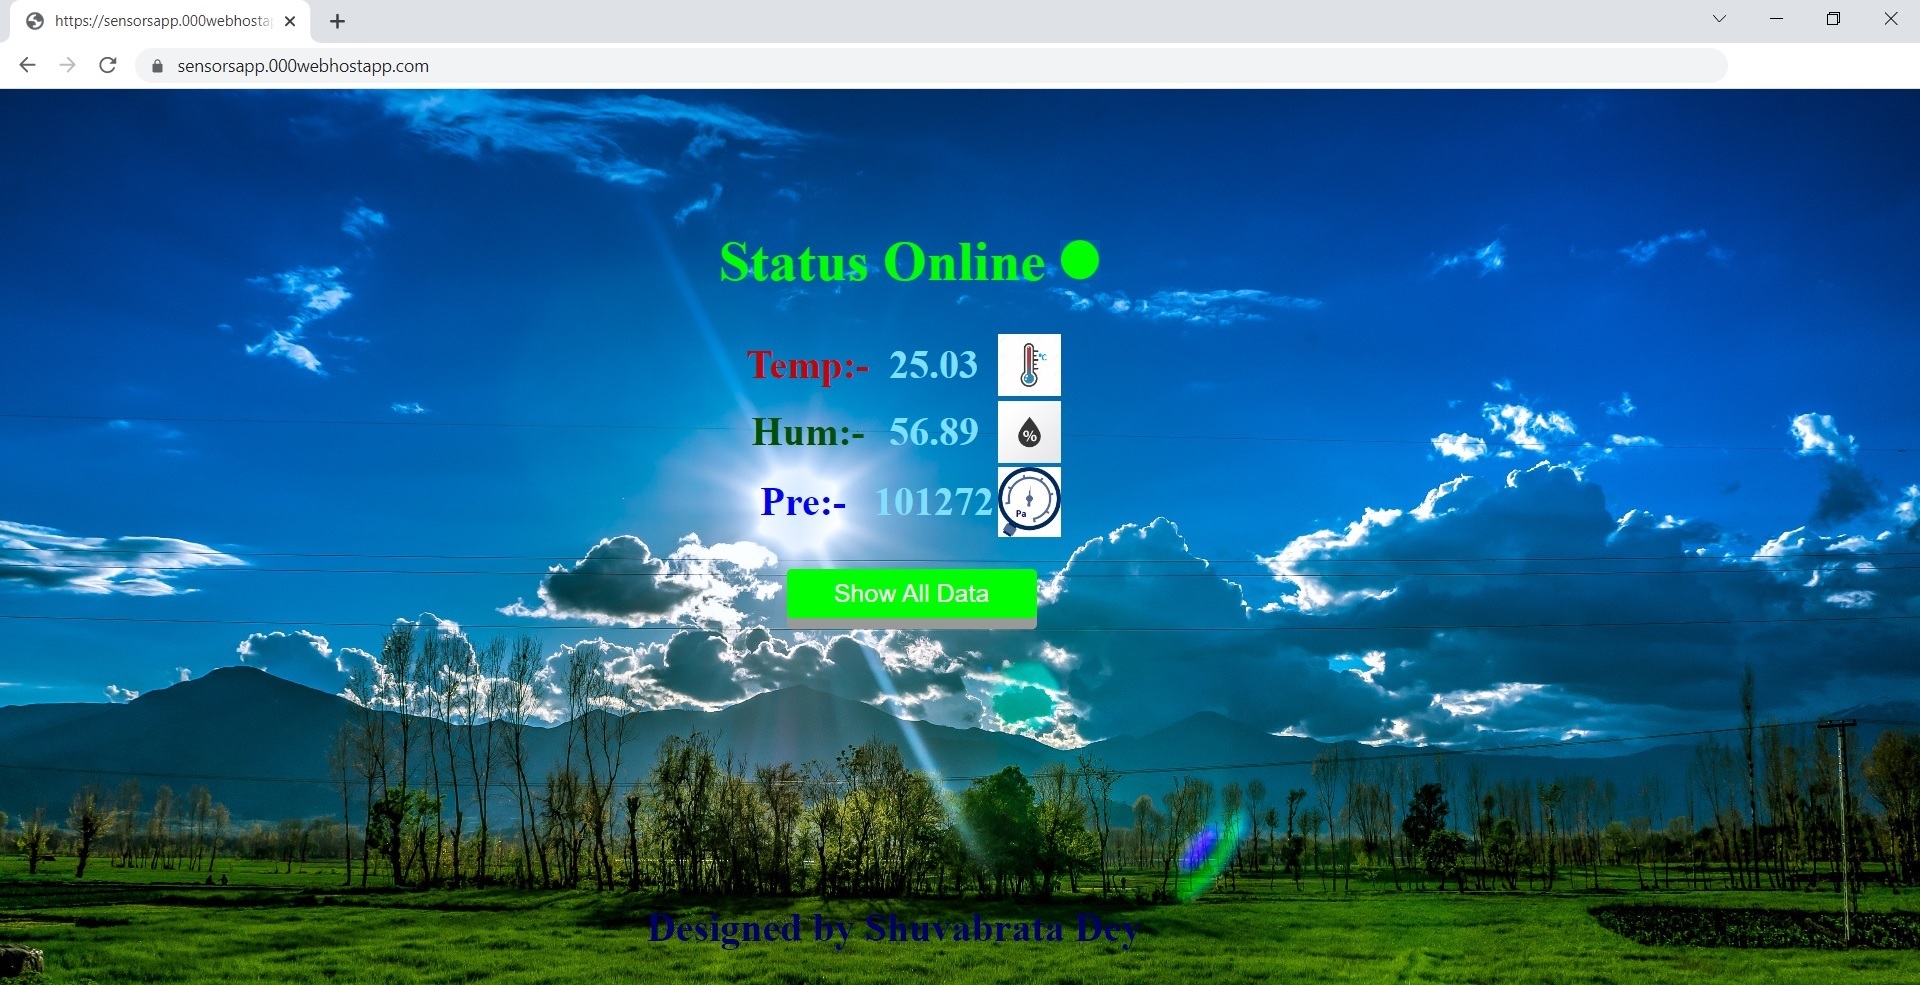 https://sensorsapp.000webhosta
sensorsapp.000webhostapp.com
Status Online
Temp:- 25.03 °C
Hum:- 56.89 %
Pre:- 101272 Pa
Show All Data
Designed by Shuvabrata Dey